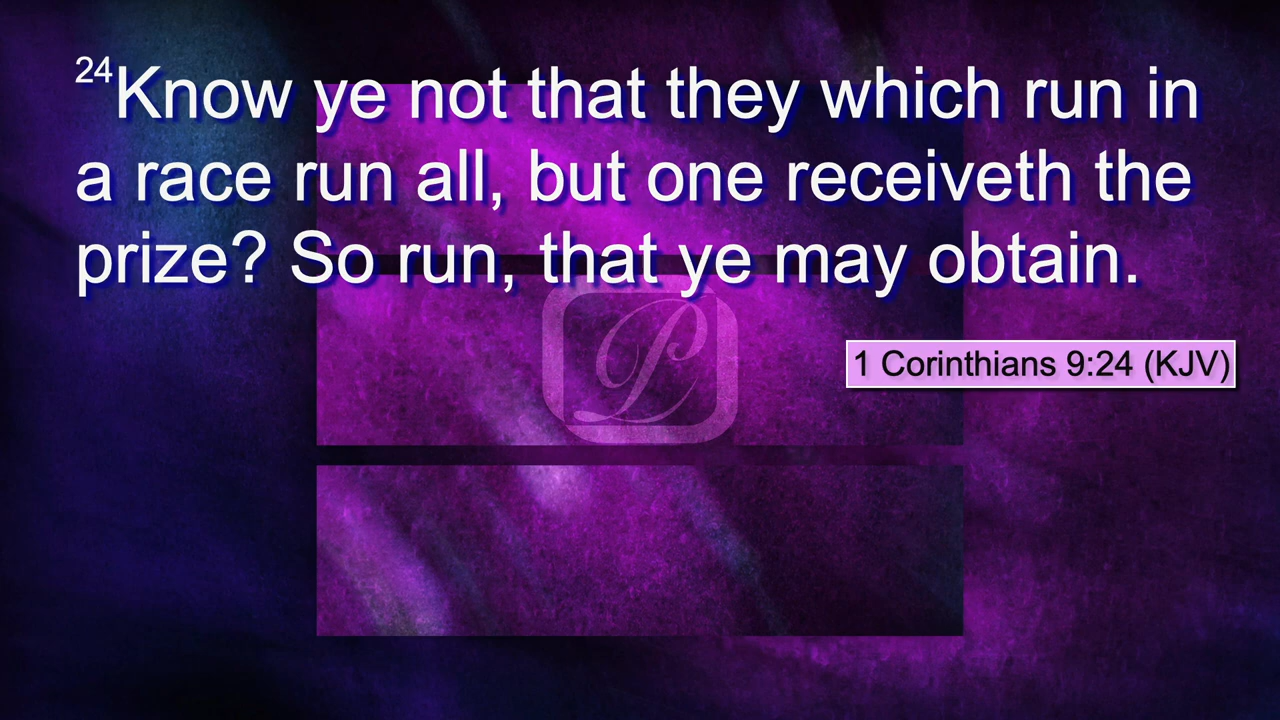 24Know ye not that they which run in
a race run all, but one receiveth the
prize? So run, that ye may obtain.
P
1 Corinthians 9:24 (KJV)